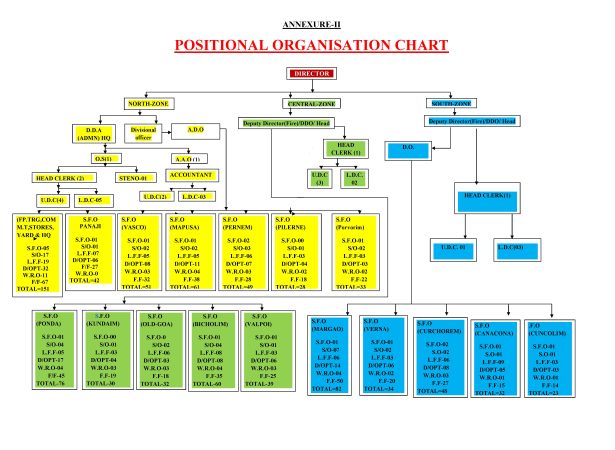 ANNEXURE-II
POSITIONAL ORGANISATION CHART
DIRECTOR
NORTH-ZONE
CENTRAL-ZONE
SOUTH-ZONE
D.D.A
(ADMN) HQ
Divisional
officer
A.D.O
Deputy Director(Fire)/DDO/ Head
Deputy Director(Fire)/DDO/ Head
O.S(1)
A.A.O (1)
HEAD
CLERK (1)
D.O.
HEAD CLERK (2)
STENO-01
ACCOUNTANT
U.D.C
(3)
L.D.C.
02
HEAD CLERK(1)
U.D.C(4)
L.D.C-05
U.D.C(2)
L.D.C-03
U.D.C. 01
L.D.C(03)
(FP.TRG,COM
M.T,STORES,
YARD & HQ
S.F.O-05
S/O-17
L.F.F-19
D/OPT-32
W.R.O-11
F/F-67
TOTAL=151
S.F.O
PANAJI
S.F.O-01
S/O-01
L.F.F-07
D/OPT-06
F/F-27
W.R.O-0
TOTAL=42
S.F.O
(VASCO)
S.F.O-01
S/O-02
L.F.F-05
D/OPT-08
W.R.O-03
F.F-32
TOTAL=51
S.F.O
(MAPUSA)
S.F.O-01
S/O-02
L.F.F-05
D/OPT-11
W.R.O-04
F.F-38
TOTAL=61
S.F.O
(PERNEM)
S.F.O-02
S/O-02
L.F.F-05
D/OPT-08
W.R.O-03
F.F-28
TOTAL=49
S.F.O
(PILERNE)
S.F.O-01
S/O-01
L.F.F-03
D/OPT-03
W.R.O-02
F.F-18
TOTAL=28
S.F.O
(Porvorim)
S.F.O-02
S/O-01
L.F.F-03
D/OPT-03
W.R.O-02
F.F-22
TOTAL=33
S.F.O
(PONDA)
S.F.O-01
S/O-04
L.F.F-05
D/OPT-17
W.R.O-04
F/F-45
TOTAL-76
S.F.O
(KUNDAIM)
S.F.O-00
S/O-02
L.F.F-03
D/OPT-03
W.R.O-03
F.F-19
TOTAL-30
S.F.O
(OLD-GOA)
S.F.O-0
S/O-02
L.F.F-06
D/OPT-03
W.R.O-03
F.F-18
TOTAL-32
S.F.O
(BICHOLIM)
S.F.O-01
S/O-04
L.F.F-08
D/OPT-08
W.R.O-04
F.F-35
TOTAL-60
S.F.O
(VALPOI)
S.F.O-01
S/O-01
L.F.F-03
D/OPT-06
W.R.O-03
F.F-25
TOTAL-39
S.F.O
(MARGAO)
S.F.O-01
S/O-07
L.F.F-06
D/OPT-14
W.R.O-04
F.F-50
TOTAL=82
S.F.O
(VERNA)
S.F.O-01
S/O-02
L.F.F-03
D/OPT-06
W.R.O-02
F.F-20
TOTAL=34
S.F.O
(CURCHOREM)
S.F.O-02
S/O-02
L.F.F-06
D/OPT-08
W.R.O-03
F.F-27
TOTAL=48
S.F.O
(CANACONA)
S.F.O-01
S/O-01
L.F.F-09
D/OPT-05
W.R.O-01
F.F-15
TOTAL=32
.F.O
(CUNCOLIM)
S.F.O-01
S/O-01
L.F.F-03
D/OPT-03
W.R.O-01
F.F-14
TOTAL=23